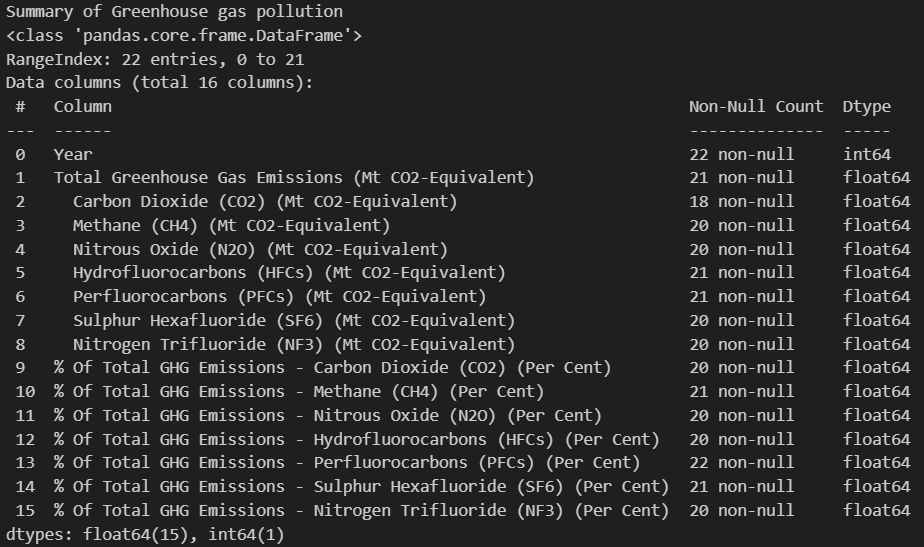 Summary of Greenhouse gas pollution
<class 'pandas.core.frame.DataFrame'>
RangeIndex: 22 entries, 0 to 21
Data columns (total 16 columns):
 #   Column                                                            Non-Null Count  Dtype
---  ------                                                            --------------  -----
 0   Year                                                              22 non-null     int64
 1   Total Greenhouse Gas Emissions (Mt CO2-Equivalent)                21 non-null     float64
 2     Carbon Dioxide (CO2) (Mt CO2-Equivalent)                        18 non-null     float64
 3     Methane (CH4) (Mt CO2-Equivalent)                               20 non-null     float64
 4     Nitrous Oxide (N2O) (Mt CO2-Equivalent)                         20 non-null     float64
 5     Hydrofluorocarbons (HFCs) (Mt CO2-Equivalent)                   21 non-null     float64
 6     Perfluorocarbons (PFCs) (Mt CO2-Equivalent)                     21 non-null     float64
 7     Sulphur Hexafluoride (SF6) (Mt CO2-Equivalent)                  20 non-null     float64
 8     Nitrogen Trifluoride (NF3) (Mt CO2-Equivalent)                  20 non-null     float64
 9   % Of Total GHG Emissions - Carbon Dioxide (CO2) (Per Cent)        20 non-null     float64
 10  % Of Total GHG Emissions - Methane (CH4) (Per Cent)               21 non-null     float64
 11  % Of Total GHG Emissions - Nitrous Oxide (N2O) (Per Cent)         20 non-null     float64
 12  % Of Total GHG Emissions - Hydrofluorocarbons (HFCs) (Per Cent)   20 non-null     float64
 13  % Of Total GHG Emissions - Perfluorocarbons (PFCs) (Per Cent)     22 non-null     float64
 14  % Of Total GHG Emissions - Sulphur Hexafluoride (SF6) (Per Cent)  21 non-null     float64
 15  % Of Total GHG Emissions - Nitrogen Trifluoride (NF3) (Per Cent)  20 non-null     float64
dtypes: float64(15), int64(1)